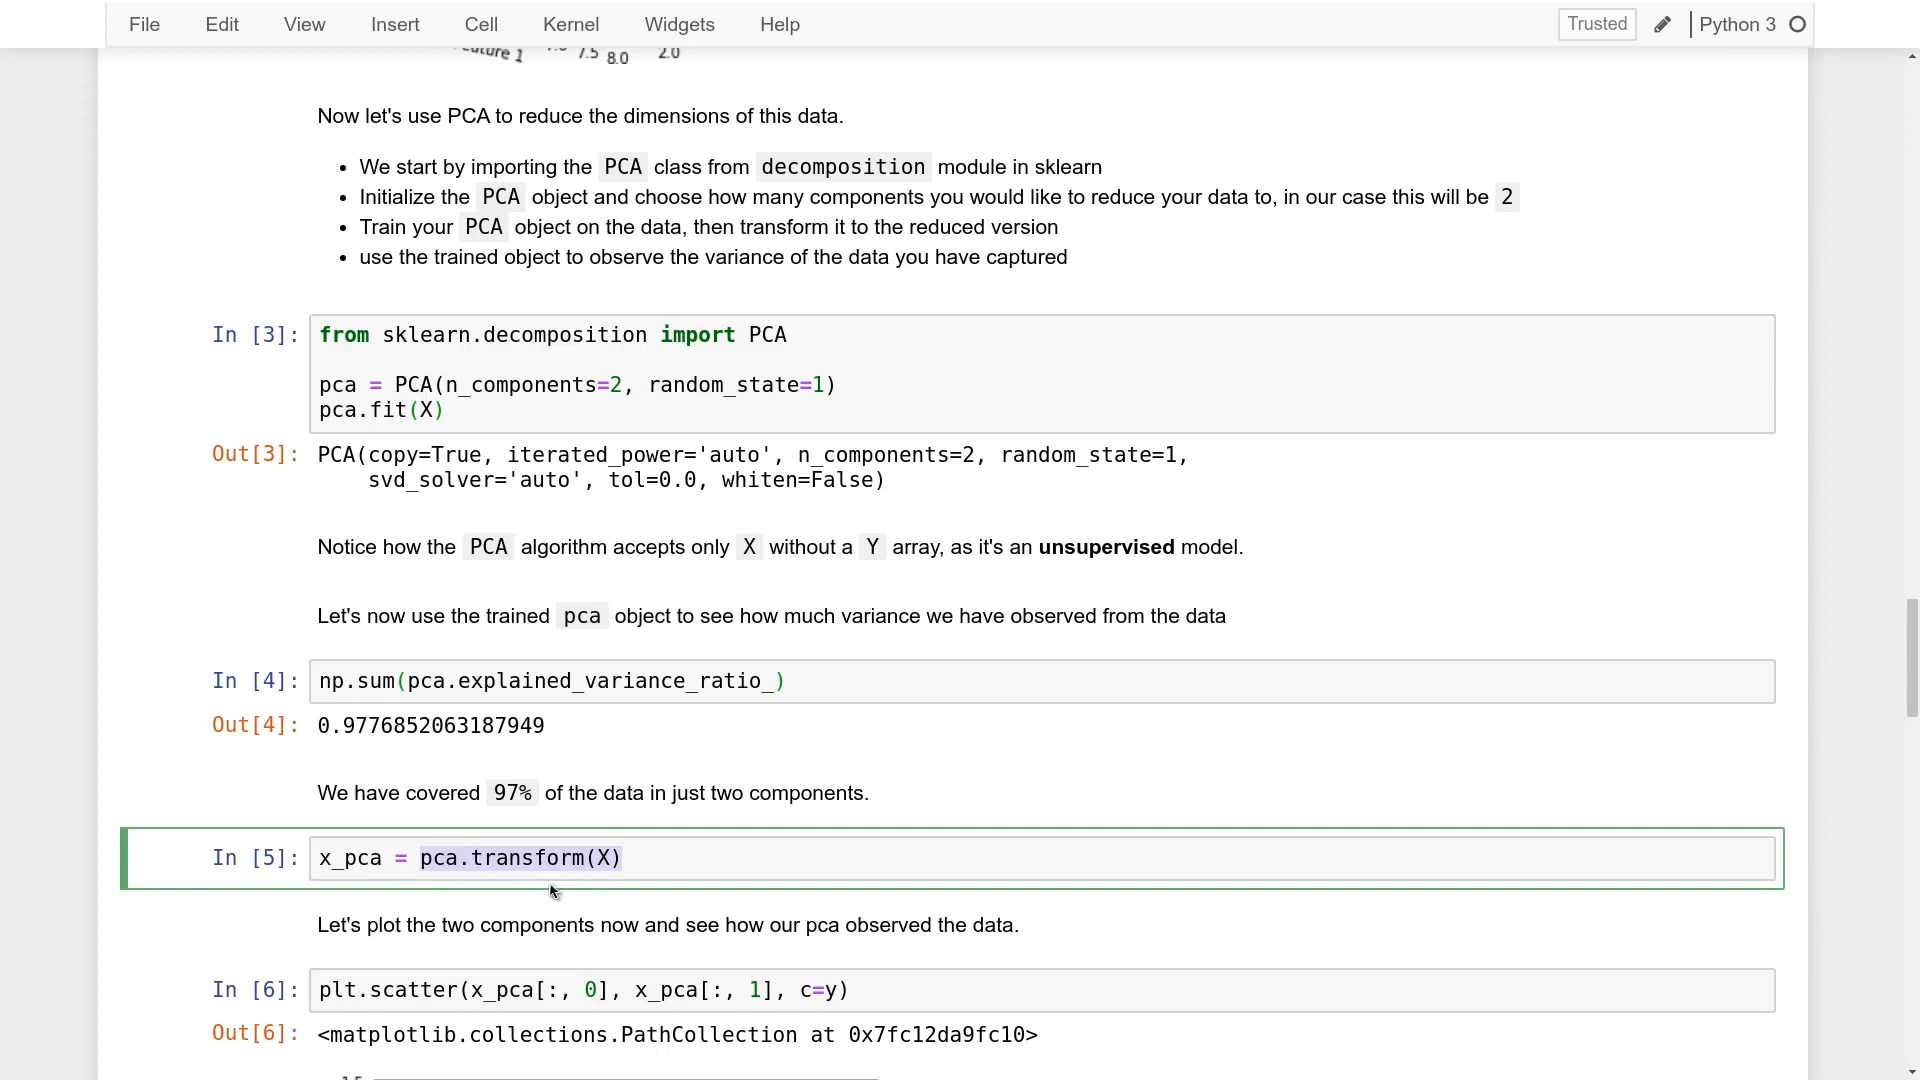 File Edit View Insert Cell Kernel Widgets Help Trusted Python 3
7.5 8.0 2.0
Now let's use PCA to reduce the dimensions of this data.
• We start by importing the PCA class from decomposition module in sklearn
• Initialize the PCA object and choose how many components you would like to reduce your data to, in our case this will be 2
• Train your PCA object on the data, then transform it to the reduced version
• use the trained object to observe the variance of the data you have captured
In [3]: from sklearn.decomposition import PCA
pca = PCA(n_components=2, random_state=1)
pca.fit(X)
Out[3]: PCA(copy=True, iterated_power='auto', n_components=2, random_state=1,
svd_solver='auto', tol=0.0, whiten=False)
Notice how the PCA algorithm accepts only X without a Y array, as it's an unsupervised model.
Let's now use the trained pca object to see how much variance we have observed from the data
In [4]: np.sum(pca.explained_variance_ratio_)
Out[4]: 0.9776852063187949
We have covered 97% of the data in just two components.
In [5]: x_pca = pca.transform(X)
Let's plot the two components now and see how our pca observed the data.
In [6]: plt.scatter(x_pca[:, 0], x_pca[:, 1], c=y)
Out[6]: <matplotlib.collections.PathCollection at 0x7fc12da9fc10>